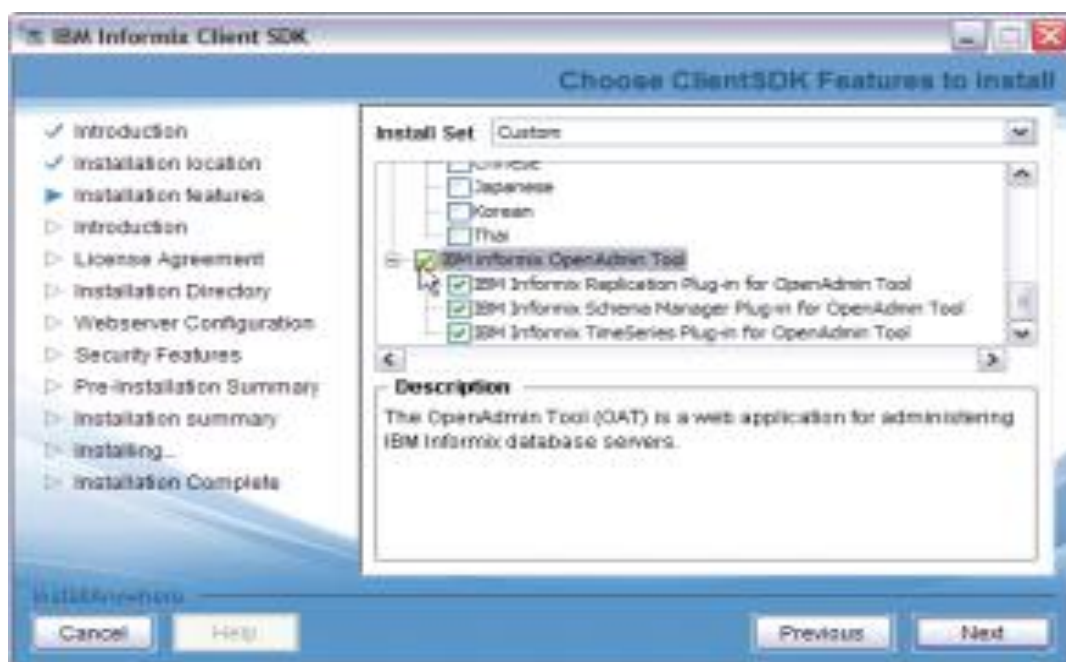 IBM Informix Client SDK
Choose ClientSDK Features to Install
Introduction
Installation location
Installation features
Introduction
License Agreement
Installation Directory
Webserver Configuration
Security Features
Pre-Installation Summary
Installation summary
Installing...
Installation Complete
Install Set Custom
Chinese
Japanese
Korean
Thai
IBM Informix OpenAdmin Tool
IBM Informix Replication Plug-in for OpenAdmin Tool
IBM Informix Schema Manager Plug-in for OpenAdmin Tool
IBM Informix TimeSeries Plug-in for OpenAdmin Tool
Description
The OpenAdmin Tool (OAT) is a web application for administering
IBM Informix database servers.
InstallAnywhere
Cancel
Help
Previous
Next